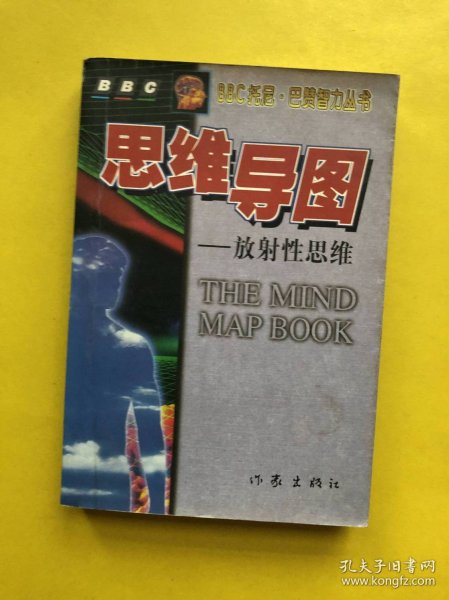 BBC
BBC托尼·巴赞智力丛书
思维导图
——放射性思维
THE MIND
MAP BOOK
作家出版社
孔夫子旧书网
www.kongfz.com